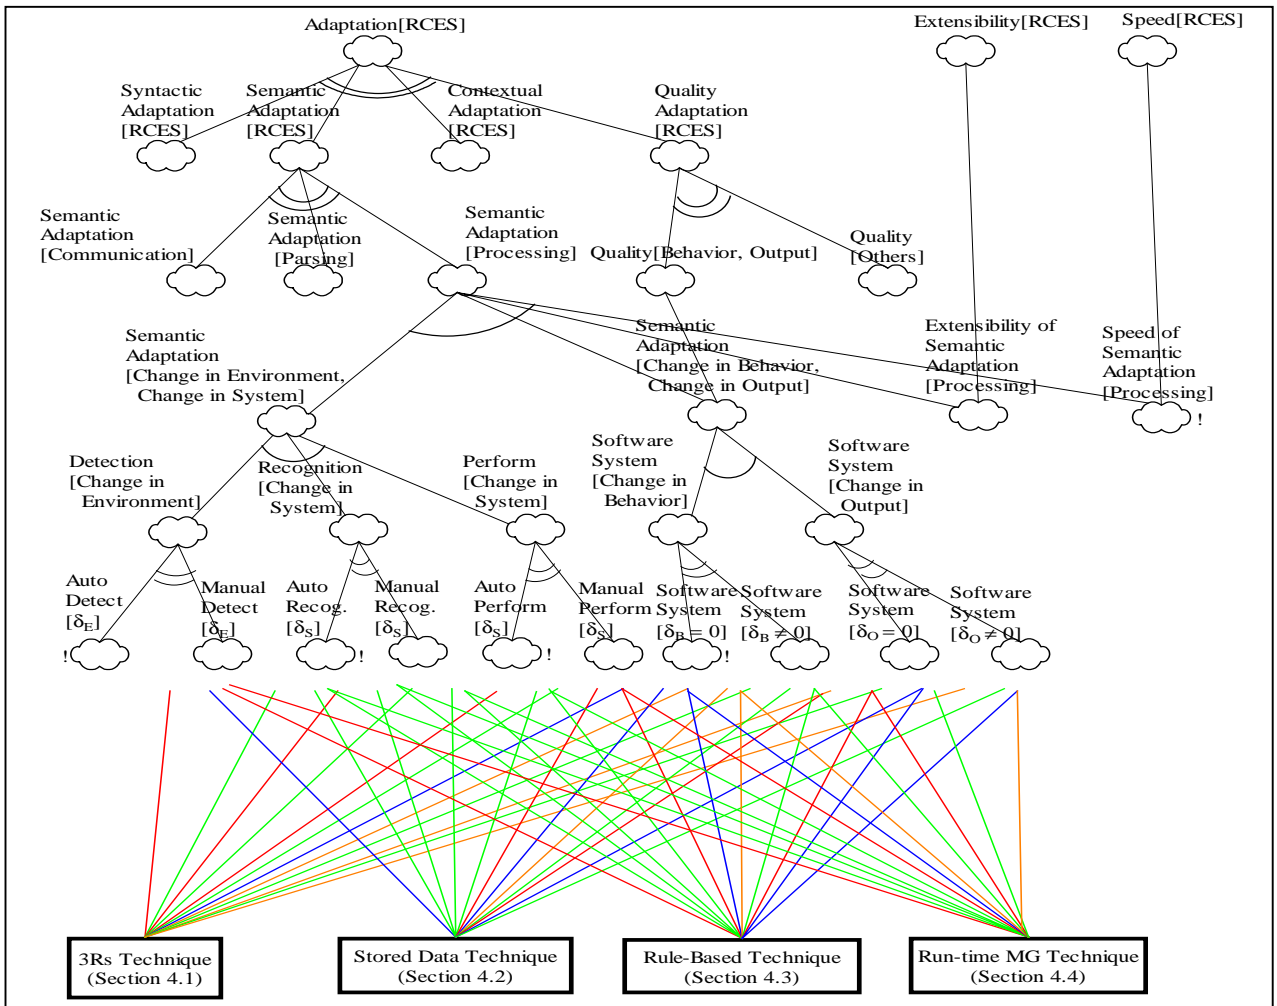 Adaptation[RCES]
Extensibility[RCES]
Speed[RCES]
Syntactic
Adaptation
[RCES]
Semantic
Adaptation
[RCES]
Contextual
Adaptation
[RCES]
Quality
Adaptation
[RCES]
Semantic
Adaptation
[Communication]
Semantic
Adaptation
[Parsing]
Semantic
Adaptation
[Processing]
Quality[Behavior, Output]
Quality
[Others]
Semantic
Adaptation
[Change in Environment,
Change in System]
Semantic
Adaptation
[Change in Behavior,
Change in Output]
Extensibility of
Semantic
Adaptation
[Processing]
Speed of
Semantic
Adaptation
[Processing]
!
Detection
[Change in
Environment]
Recognition
[Change in
System]
Perform
[Change in
System]
Software
System
[Change in
Behavior]
Software
System
[Change in
Output]
Auto
Detect
[δE]
!
Manual
Detect
[δE]
Auto
Recog.
[δS]
!
Manual
Recog.
[δS]
Auto
Perform
[δS]
!
Manual
Perform
[δS]
Software
System
[δB = 0]
!
Software
System
[δB ≠ 0]
Software
System
[δO = 0]
Software
System
[δO ≠ 0]
3Rs Technique
(Section 4.1)
Stored Data Technique
(Section 4.2)
Rule-Based Technique
(Section 4.3)
Run-time MG Technique
(Section 4.4)